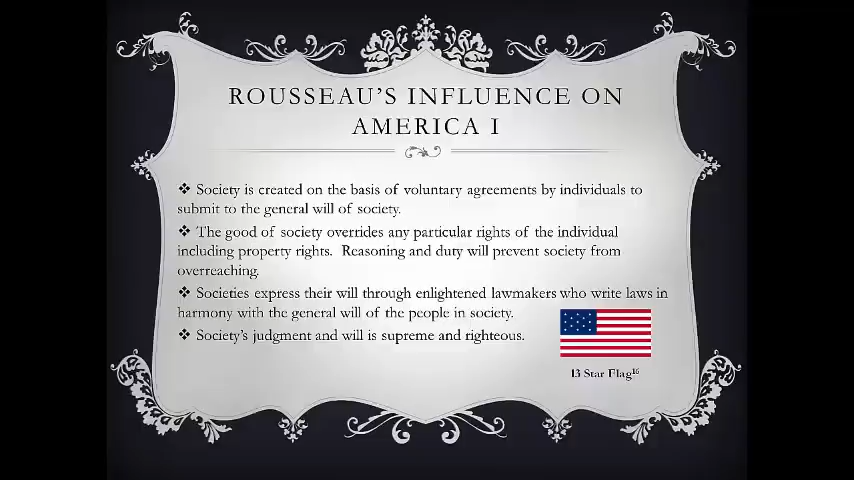 ROUSSEAU'S INFLUENCE ON
AMERICA I
❖ Society is created on the basis of voluntary agreements by individuals to
submit to the general will of society.
❖ The good of society overrides any particular rights of the individual
including property rights.  Reasoning and duty will prevent society from
overreaching.
❖ Societies express their will through enlightened lawmakers who write laws in
harmony with the general will of the people in society.
❖ Society's judgment and will is supreme and righteous.
13 Star Flag¹⁶